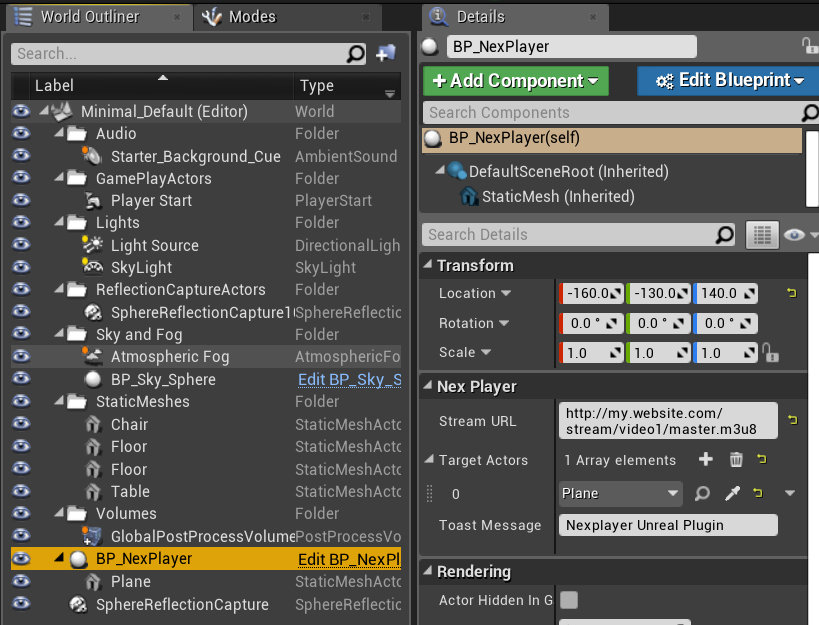 World Outliner
Modes
Search...
Label Type
Minimal_Default (Editor) World
Audio Folder
Starter_Background_Cue AmbientSound
GamePlayActors Folder
Player Start PlayerStart
Lights Folder
Light Source DirectionalLigh
SkyLight SkyLight
ReflectionCaptureActors Folder
SphereReflectionCapture1 SphereReflectic
Sky and Fog Folder
Atmospheric Fog AtmosphericFo
BP_Sky_Sphere Edit BP_Sky_S
StaticMeshes Folder
Chair StaticMeshActo
Floor StaticMeshActo
Floor StaticMeshActo
Table StaticMeshActo
Volumes Folder
GlobalPostProcessVolume PostProcessVo
BP_NexPlayer Edit BP_NexPl
Plane StaticMeshActo
SphereReflectionCapture SphereReflectic
Details
BP_NexPlayer
+ Add Component
Edit Blueprint
Search Components
BP_NexPlayer(self)
DefaultSceneRoot (Inherited)
StaticMesh (Inherited)
Search Details
Transform
Location -160.0 -130.0 140.0
Rotation 0.0 ° 0.0 ° 0.0 °
Scale 1.0 1.0 1.0
Nex Player
Stream URL http://my.website.com/
stream/video1/master.m3u8
Target Actors 1 Array elements
0 Plane
Toast Message Nexplayer Unreal Plugin
Rendering
Actor Hidden In G